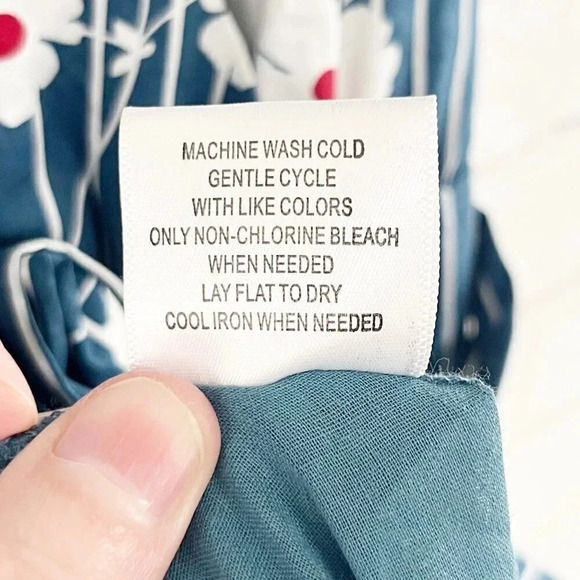 MACHINE WASH COLD
GENTLE CYCLE
WITH LIKE COLORS
ONLY NON-CHLORINE BLEACH
WHEN NEEDED
LAY FLAT TO DRY
COOL IRON WHEN NEEDED